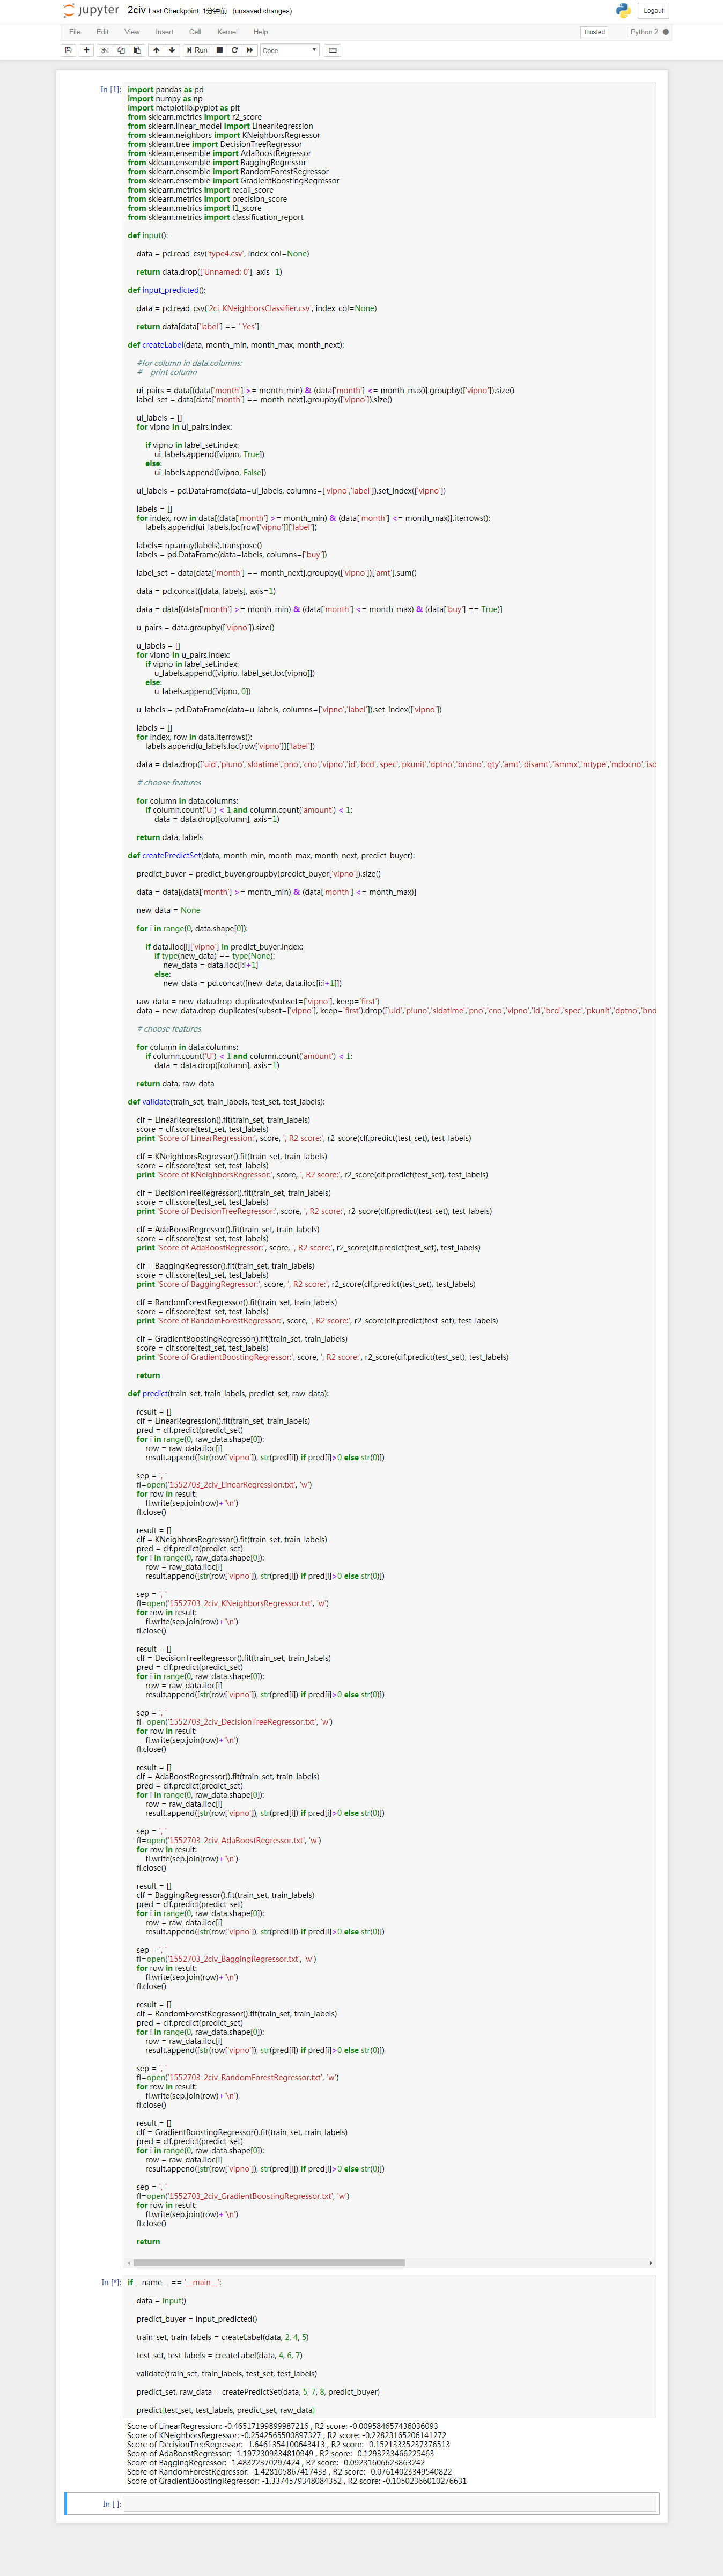 jupyter 2civ Last Checkpoint: 1分钟前 (unsaved changes)
Logout
File Edit View Insert Cell Kernel Help
Trusted
Python 2
Run
Code
In [1]:
import pandas as pd
import numpy as np
import matplotlib.pyplot as plt
from sklearn.metrics import r2_score
from sklearn.linear_model import LinearRegression
from sklearn.neighbors import KNeighborsRegressor
from sklearn.tree import DecisionTreeRegressor
from sklearn.ensemble import AdaBoostRegressor
from sklearn.ensemble import BaggingRegressor
from sklearn.ensemble import RandomForestRegressor
from sklearn.ensemble import GradientBoostingRegressor
from sklearn.metrics import recall_score
from sklearn.metrics import precision_score
from sklearn.metrics import f1_score
from sklearn.metrics import classification_report
def input():
data = pd.read_csv('type4.csv', index_col=None)
return data.drop(['Unnamed: 0'], axis=1)
def input_predicted():
data = pd.read_csv('2ci_KNeighborsClassifier.csv', index_col=None)
return data[data['label'] == ' Yes']
def createLabel(data, month_min, month_max, month_next):
#for column in data.columns:
# print column
ui_pairs = data[(data['month'] >= month_min) & (data['month'] <= month_max)].groupby(['vipno']).size()
label_set = data[data['month'] == month_next].groupby(['vipno']).size()
ui_labels = []
for vipno in ui_pairs.index:
if vipno in label_set.index:
ui_labels.append([vipno, True])
else:
ui_labels.append([vipno, False])
ui_labels = pd.DataFrame(data=ui_labels, columns=['vipno','label']).set_index(['vipno'])
labels = []
for index, row in data[(data['month'] >= month_min) & (data['month'] <= month_max)].iterrows():
labels.append(ui_labels.loc[row['vipno']]['label'])
labels= np.array(labels).transpose()
labels = pd.DataFrame(data=labels, columns=['buy'])
label_set = data[data['month'] == month_next].groupby(['vipno'])['amt'].sum()
data = pd.concat([data, labels], axis=1)
data = data[(data['month'] >= month_min) & (data['month'] <= month_max) & (data['buy'] == True)]
u_pairs = data.groupby(['vipno']).size()
u_labels = []
for vipno in u_pairs.index:
if vipno in label_set.index:
u_labels.append([vipno, label_set.loc[vipno]])
else:
u_labels.append([vipno, 0])
u_labels = pd.DataFrame(data=u_labels, columns=['vipno','label']).set_index(['vipno'])
labels = []
for index, row in data.iterrows():
labels.append(u_labels.loc[row['vipno']]['label'])
data = data.drop(['uid','pluno','sldatime','pno','cno','vipno','id','bcd','spec','pkunit','dptno','bndno','qty','amt','disamt','ismmx','mtype','mdocno','isd
# choose features
for column in data.columns:
if column.count('U') < 1 and column.count('amount') < 1:
data = data.drop([column], axis=1)
return data, labels
def createPredictSet(data, month_min, month_max, month_next, predict_buyer):
predict_buyer = predict_buyer.groupby(predict_buyer['vipno']).size()
data = data[(data['month'] >= month_min) & (data['month'] <= month_max)]
new_data = None
for i in range(0, data.shape[0]):
if data.iloc[i]['vipno'] in predict_buyer.index:
if type(new_data) == type(None):
new_data = data.iloc[i:i+1]
else:
new_data = pd.concat([new_data, data.iloc[i:i+1]])
raw_data = new_data.drop_duplicates(subset=['vipno'], keep='first')
data = new_data.drop_duplicates(subset=['vipno'], keep='first').drop(['uid','pluno','sldatime','pno','cno','vipno','id','bcd','spec','pkunit','dptno','bnd
# choose features
for column in data.columns:
if column.count('U') < 1 and column.count('amount') < 1:
data = data.drop([column], axis=1)
return data, raw_data
def validate(train_set, train_labels, test_set, test_labels):
clf = LinearRegression().fit(train_set, train_labels)
score = clf.score(test_set, test_labels)
print 'Score of LinearRegression:', score, ', R2 score:', r2_score(clf.predict(test_set), test_labels)
clf = KNeighborsRegressor().fit(train_set, train_labels)
score = clf.score(test_set, test_labels)
print 'Score of KNeighborsRegressor:', score, ', R2 score:', r2_score(clf.predict(test_set), test_labels)
clf = DecisionTreeRegressor().fit(train_set, train_labels)
score = clf.score(test_set, test_labels)
print 'Score of DecisionTreeRegressor:', score, ', R2 score:', r2_score(clf.predict(test_set), test_labels)
clf = AdaBoostRegressor().fit(train_set, train_labels)
score = clf.score(test_set, test_labels)
print 'Score of AdaBoostRegressor:', score, ', R2 score:', r2_score(clf.predict(test_set), test_labels)
clf = BaggingRegressor().fit(train_set, train_labels)
score = clf.score(test_set, test_labels)
print 'Score of BaggingRegressor:', score, ', R2 score:', r2_score(clf.predict(test_set), test_labels)
clf = RandomForestRegressor().fit(train_set, train_labels)
score = clf.score(test_set, test_labels)
print 'Score of RandomForestRegressor:', score, ', R2 score:', r2_score(clf.predict(test_set), test_labels)
clf = GradientBoostingRegressor().fit(train_set, train_labels)
score = clf.score(test_set, test_labels)
print 'Score of GradientBoostingRegressor:', score, ', R2 score:', r2_score(clf.predict(test_set), test_labels)
return
def predict(train_set, train_labels, predict_set, raw_data):
result = []
clf = LinearRegression().fit(train_set, train_labels)
pred = clf.predict(predict_set)
for i in range(0, raw_data.shape[0]):
row = raw_data.iloc[i]
result.append([str(row['vipno']), str(pred[i]) if pred[i]>0 else str(0)])
sep = ', '
fl=open('1552703_2civ_LinearRegression.txt', 'w')
for row in result:
fl.write(sep.join(row)+'\n')
fl.close()
result = []
clf = KNeighborsRegressor().fit(train_set, train_labels)
pred = clf.predict(predict_set)
for i in range(0, raw_data.shape[0]):
row = raw_data.iloc[i]
result.append([str(row['vipno']), str(pred[i]) if pred[i]>0 else str(0)])
sep = ', '
fl=open('1552703_2civ_KNeighborsRegressor.txt', 'w')
for row in result:
fl.write(sep.join(row)+'\n')
fl.close()
result = []
clf = DecisionTreeRegressor().fit(train_set, train_labels)
pred = clf.predict(predict_set)
for i in range(0, raw_data.shape[0]):
row = raw_data.iloc[i]
result.append([str(row['vipno']), str(pred[i]) if pred[i]>0 else str(0)])
sep = ', '
fl=open('1552703_2civ_DecisionTreeRegressor.txt', 'w')
for row in result:
fl.write(sep.join(row)+'\n')
fl.close()
result = []
clf = AdaBoostRegressor().fit(train_set, train_labels)
pred = clf.predict(predict_set)
for i in range(0, raw_data.shape[0]):
row = raw_data.iloc[i]
result.append([str(row['vipno']), str(pred[i]) if pred[i]>0 else str(0)])
sep = ', '
fl=open('1552703_2civ_AdaBoostRegressor.txt', 'w')
for row in result:
fl.write(sep.join(row)+'\n')
fl.close()
result = []
clf = BaggingRegressor().fit(train_set, train_labels)
pred = clf.predict(predict_set)
for i in range(0, raw_data.shape[0]):
row = raw_data.iloc[i]
result.append([str(row['vipno']), str(pred[i]) if pred[i]>0 else str(0)])
sep = ', '
fl=open('1552703_2civ_BaggingRegressor.txt', 'w')
for row in result:
fl.write(sep.join(row)+'\n')
fl.close()
result = []
clf = RandomForestRegressor().fit(train_set, train_labels)
pred = clf.predict(predict_set)
for i in range(0, raw_data.shape[0]):
row = raw_data.iloc[i]
result.append([str(row['vipno']), str(pred[i]) if pred[i]>0 else str(0)])
sep = ', '
fl=open('1552703_2civ_RandomForestRegressor.txt', 'w')
for row in result:
fl.write(sep.join(row)+'\n')
fl.close()
result = []
clf = GradientBoostingRegressor().fit(train_set, train_labels)
pred = clf.predict(predict_set)
for i in range(0, raw_data.shape[0]):
row = raw_data.iloc[i]
result.append([str(row['vipno']), str(pred[i]) if pred[i]>0 else str(0)])
sep = ', '
fl=open('1552703_2civ_GradientBoostingRegressor.txt', 'w')
for row in result:
fl.write(sep.join(row)+'\n')
fl.close()
return
In [*]:
if __name__ == '__main__':
data = input()
predict_buyer = input_predicted()
train_set, train_labels = createLabel(data, 2, 4, 5)
test_set, test_labels = createLabel(data, 4, 6, 7)
validate(train_set, train_labels, test_set, test_labels)
predict_set, raw_data = createPredictSet(data, 5, 7, 8, predict_buyer)
predict(test_set, test_labels, predict_set, raw_data)
Score of LinearRegression: -0.46517199899987216 , R2 score: -0.009584657436036093
Score of KNeighborsRegressor: -0.2542565500897327 , R2 score: -0.22823165206141272
Score of DecisionTreeRegressor: -1.6461354100643413 , R2 score: -0.15213335237376513
Score of AdaBoostRegressor: -1.1972309334810949 , R2 score: -0.1293233466225463
Score of BaggingRegressor: -1.48322370297424 , R2 score: -0.09231606623863242
Score of RandomForestRegressor: -1.428105867417433 , R2 score: -0.07614023349540822
Score of GradientBoostingRegressor: -1.3374579348084352 , R2 score: -0.10502366010276631
In [ ]: